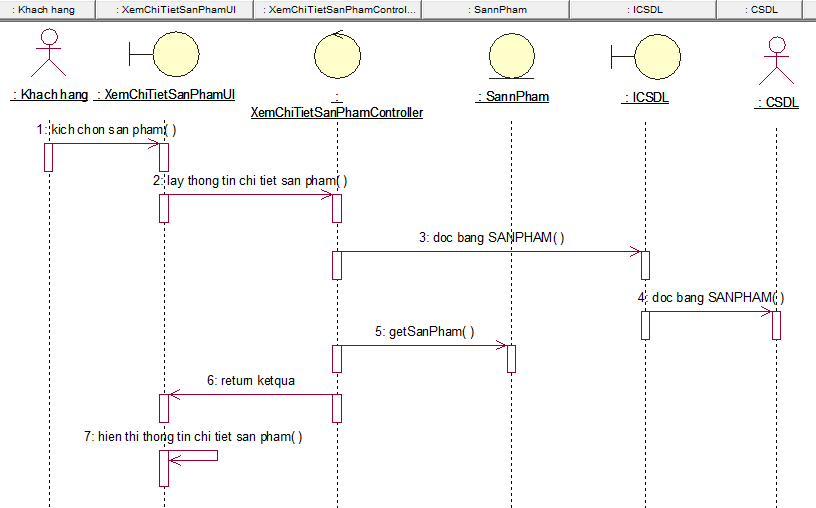 : Khach hang
: XemChiTietSanPhamUI
: XemChiTietSanPhamControl...
: SannPham
: ICSDL
: CSDL
: Khach hang
: XemChiTietSanPhamUI
:
XemChiTietSanPhamController
: SannPham
: ICSDL
: CSDL
1: kich chon san pham( )
2: lay thong tin chi tiet san pham( )
3: doc bang SANPHAM( )
4: doc bang SANPHAM( )
5: getSanPham( )
6: return ketqua
7: hien thi thong tin chi tiet san pham( )